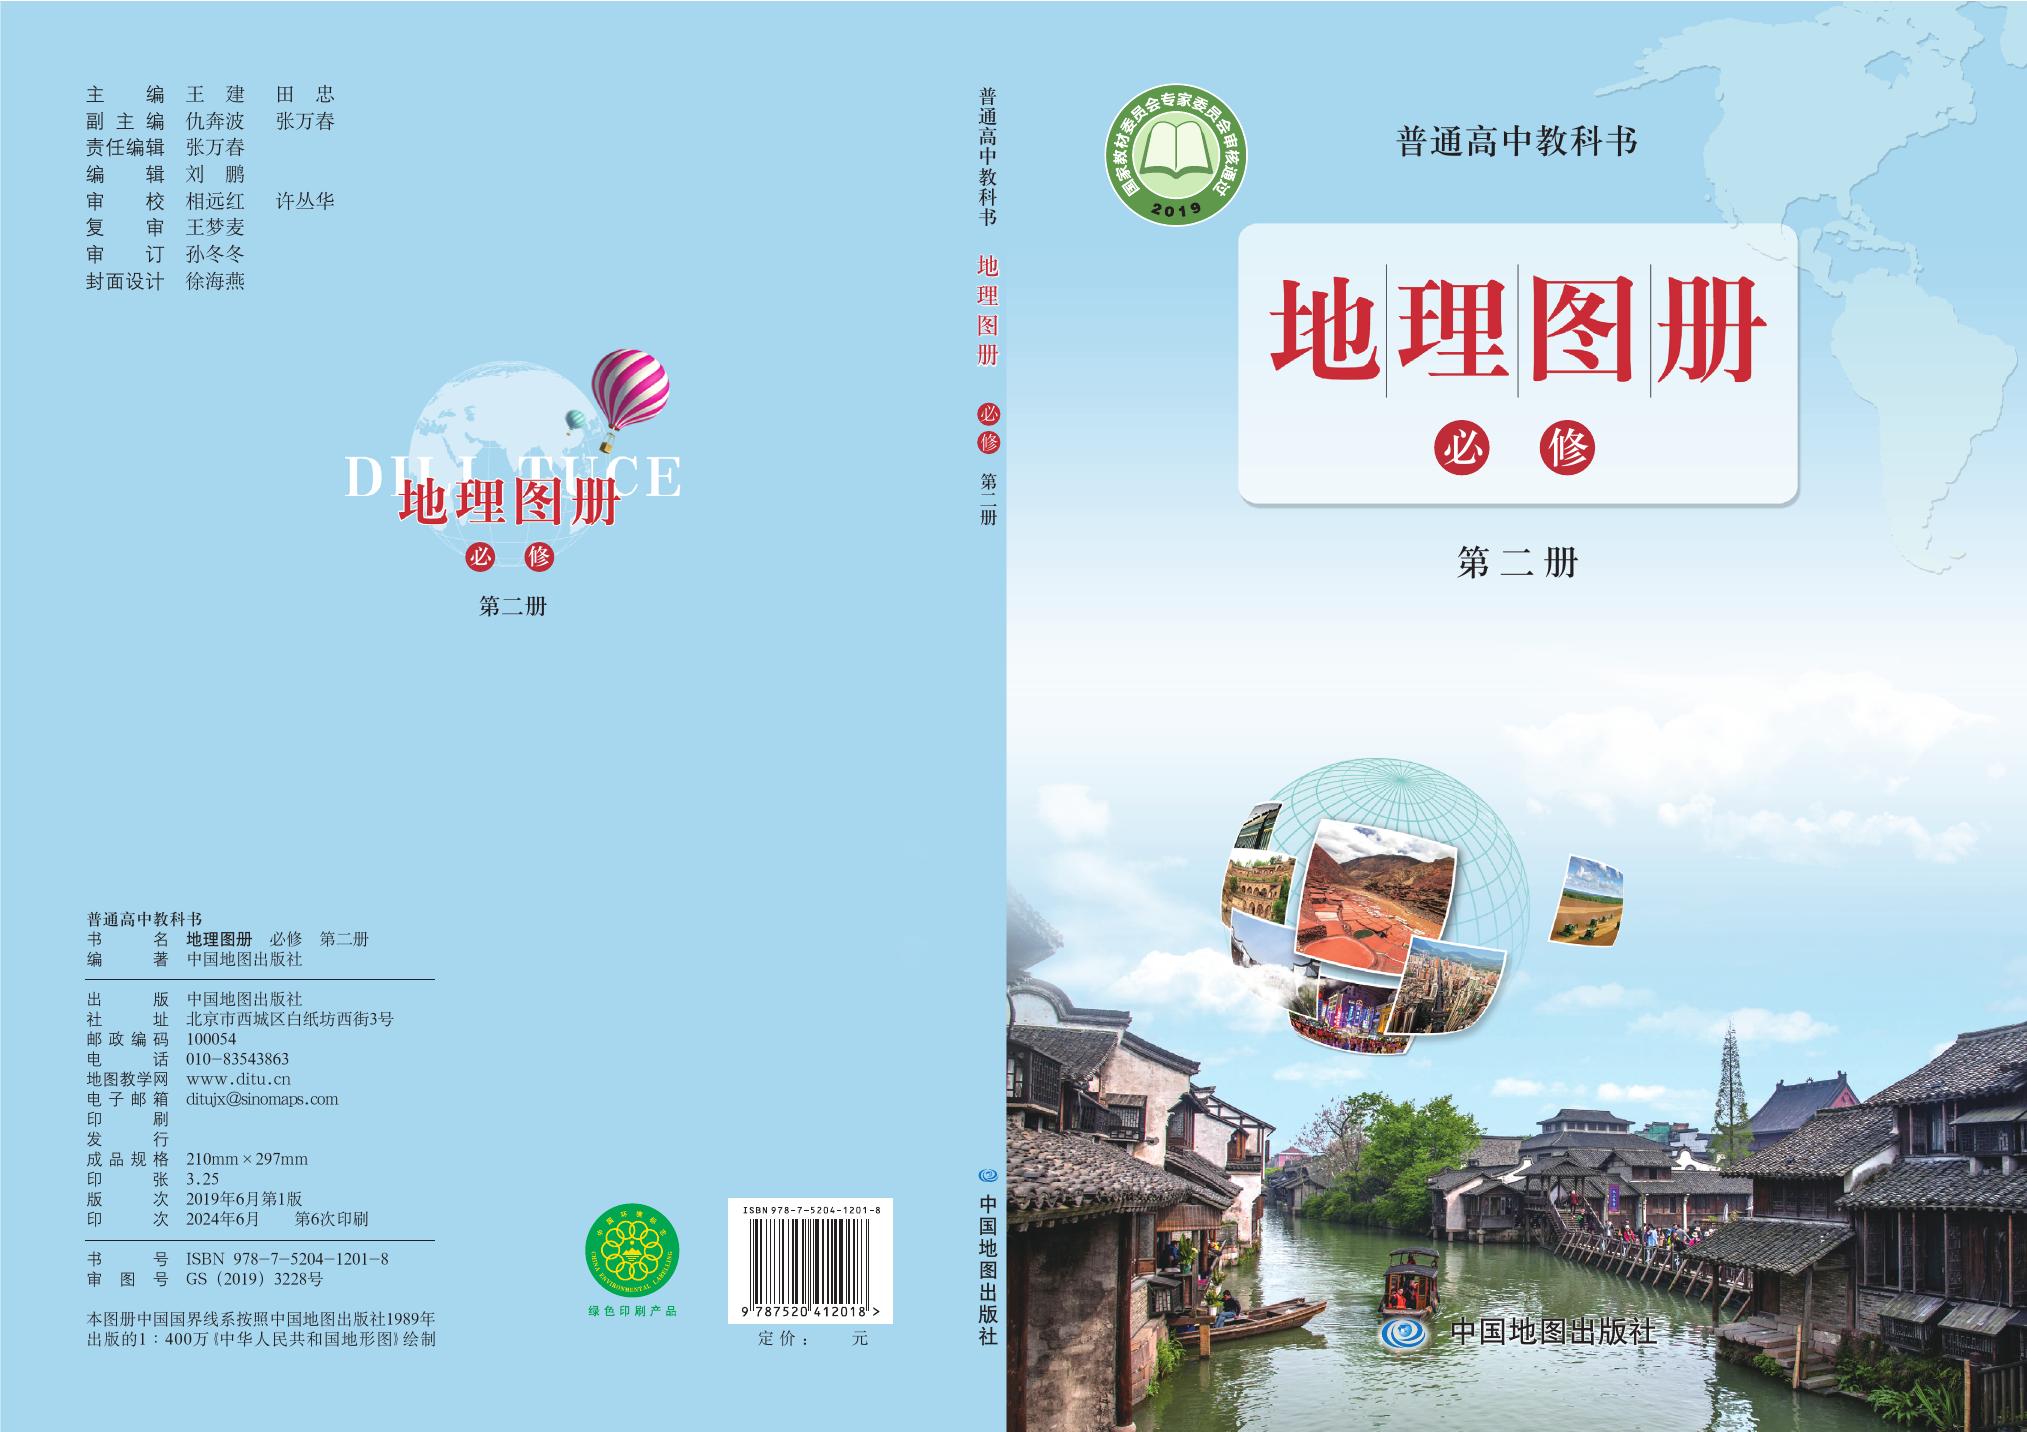 主编 王建 田忠
副主编 仇奔波 张万春
责任编辑 张万春
编辑 刘鹏
审校 相远红 许丛华
复审 王梦麦
审订 孙冬冬
封面设计 徐海燕
DILI TUCE
地理图册
必修
第二册
普通高中教科书
书名 地理图册 必修 第二册
编著 中国地图出版社
出版 中国地图出版社
社址 北京市西城区白纸坊西街3号
邮政编码 100054
电话 010-83543863
地图教学网 www.ditu.cn
电子邮箱 ditujx@sinomaps.com
印刷
发行
成品规格 210mm×297mm
印张 3.25
版次 2019年6月第1版
印次 2024年6月 第6次印刷
书号 ISBN 978-7-5204-1201-8
审图号 GS（2019）3228号
本图册中国国界线系按照中国地图出版社1989年
出版的1：400万《中华人民共和国地形图》绘制
中国环境标志
CHINA ENVIRONMENTAL LABELLING
绿色印刷产品
ISBN 978-7-5204-1201-8
9 787520 412018 >
定价： 元
普通高中教科书
地理图册
必修
第二册
中国地图出版社
国家教材委员会专家委员会审核通过
2019
普通高中教科书
地理图册
必修
第二册
中国地图出版社